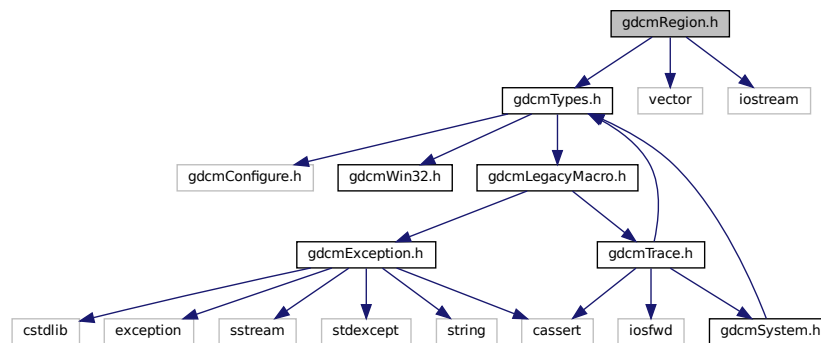 gdcmRegion.h
gdcmTypes.h
vector
iostream
gdcmConfigure.h
gdcmWin32.h
gdcmLegacyMacro.h
gdcmException.h
gdcmTrace.h
cstdlib
exception
sstream
stdexcept
string
cassert
iosfwd
gdcmSystem.h